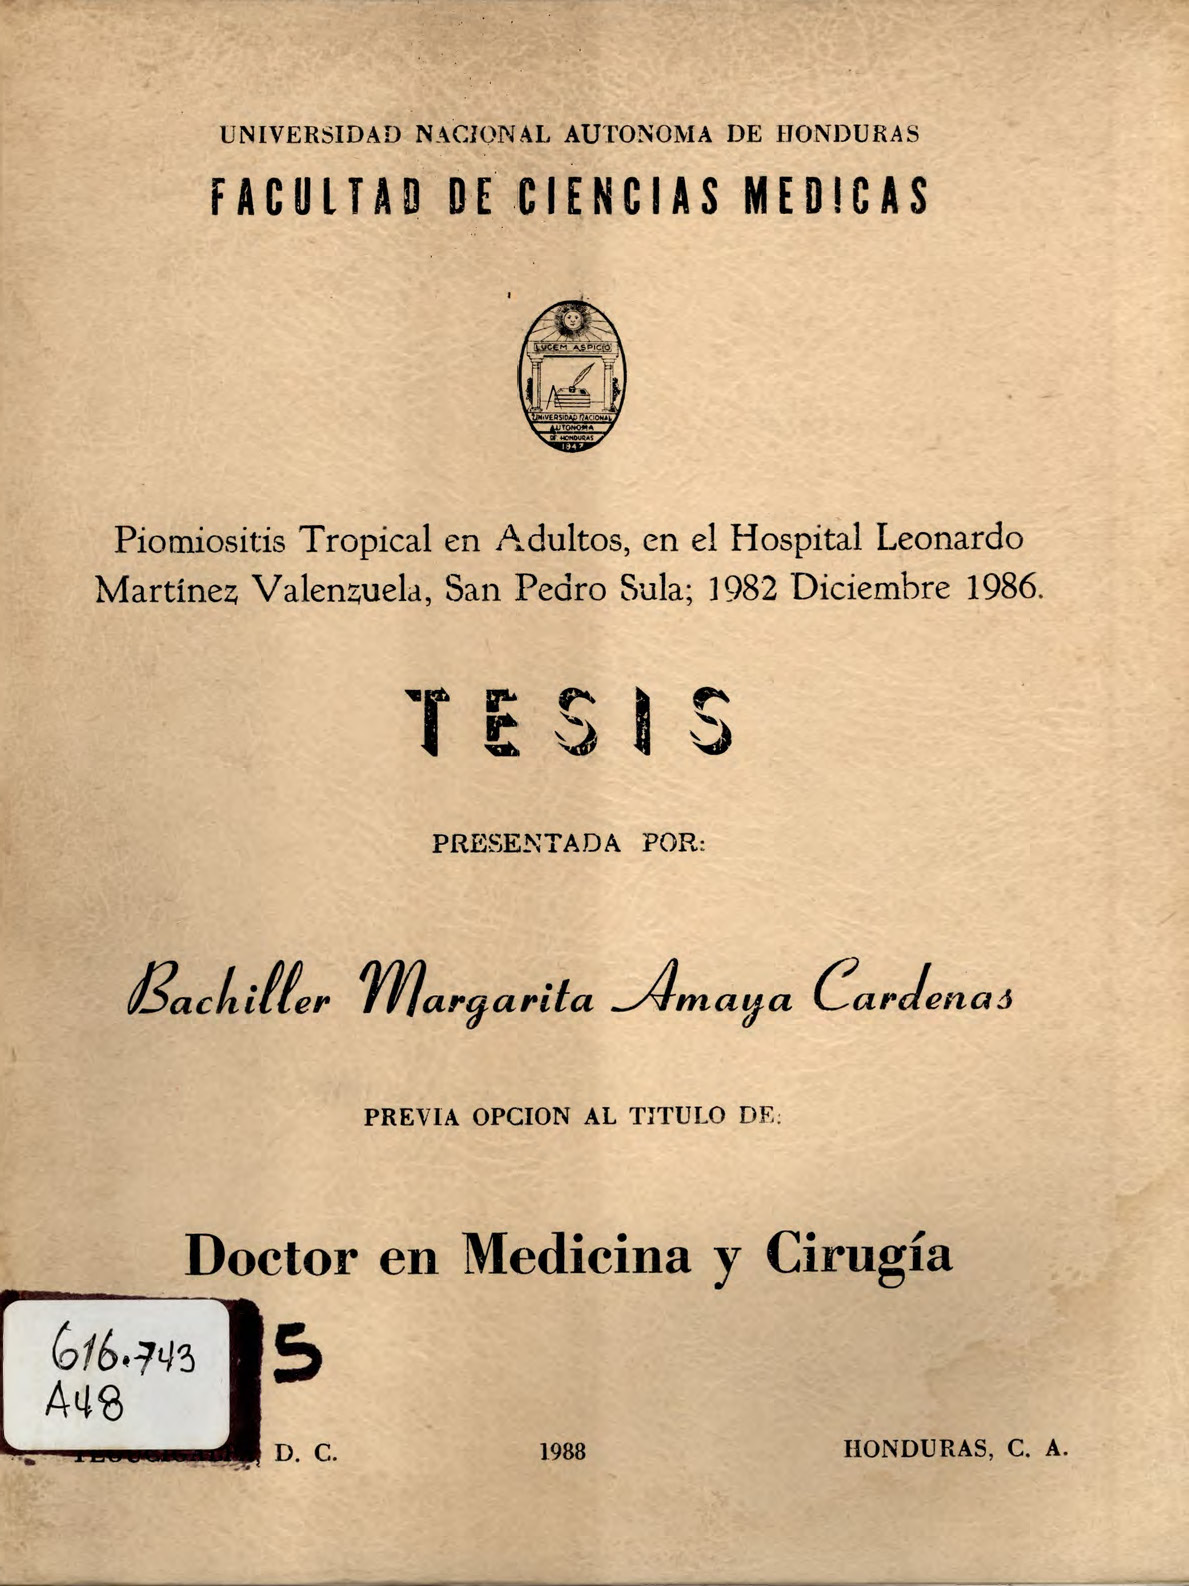 UNIVERSIDAD NACIONAL AUTONOMA DE HONDURAS
FACULTAD DE CIENCIAS MEDICAS
LUCEM ASPICIO
UNIVERSIDAD NACIONAL
AUTONOMA
DE HONDURAS
1947
Piomiositis Tropical en Adultos, en el Hospital Leonardo
Martínez Valenzuela, San Pedro Sula; 1982 Diciembre 1986.
TESIS
PRESENTADA POR:
Bachiller Margarita Amaya Cardenas
PREVIA OPCION AL TITULO DE:
Doctor en Medicina y Cirugía
616.743
A48
5
D. C.
1988
HONDURAS, C. A.